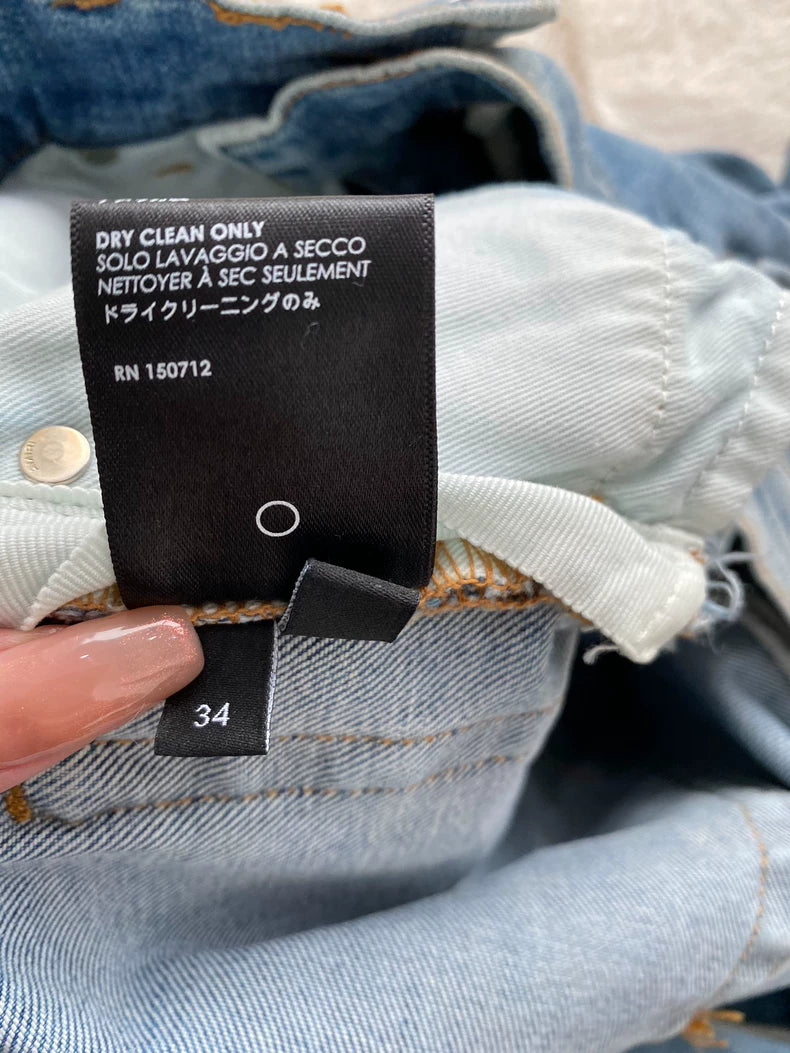 DRY CLEAN ONLY
SOLO LAVAGGIO A SECCO
NETTOYER À SEC SEULEMENT
ドライクリーニングのみ
RN 150712
34